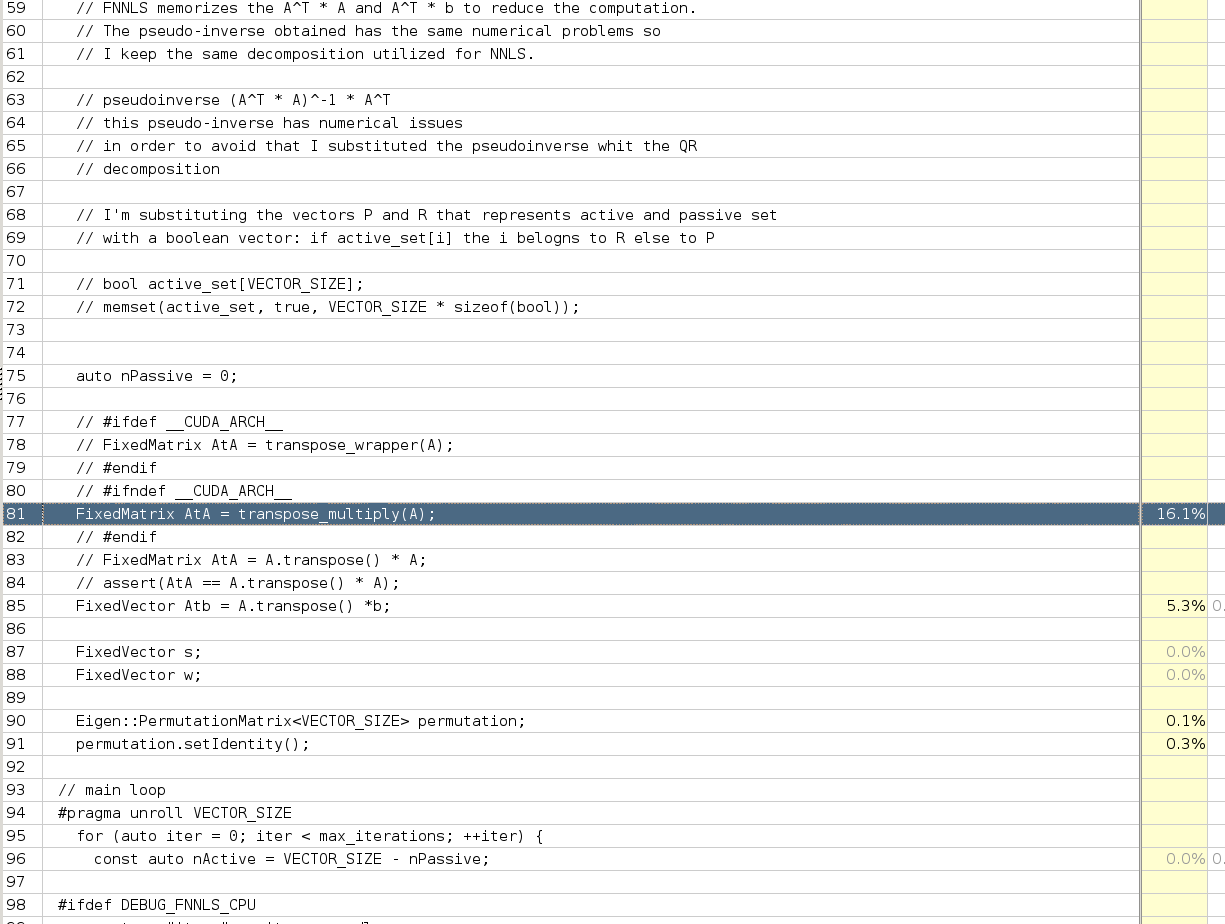 59 // FNNLS memorizes the A^T * A and A^T * b to reduce the computation.
60 // The pseudo-inverse obtained has the same numerical problems so
61 // I keep the same decomposition utilized for NNLS.
62
63 // pseudoinverse (A^T * A)^-1 * A^T
64 // this pseudo-inverse has numerical issues
65 // in order to avoid that I substituted the pseudoinverse whit the QR
66 // decomposition
67
68 // I'm substituting the vectors P and R that represents active and passive set
69 // with a boolean vector: if active_set[i] the i belogns to R else to P
70
71 // bool active_set[VECTOR_SIZE];
72 // memset(active_set, true, VECTOR_SIZE * sizeof(bool));
73
74
75 auto nPassive = 0;
76
77 // #ifdef __CUDA_ARCH__
78 // FixedMatrix AtA = transpose_wrapper(A);
79 // #endif
80 // #ifndef __CUDA_ARCH__
81 FixedMatrix AtA = transpose_multiply(A); 16.1%
82 // #endif
83 // FixedMatrix AtA = A.transpose() * A;
84 // assert(AtA == A.transpose() * A);
85 FixedVector Atb = A.transpose() *b; 5.3% 0.
86
87 FixedVector s; 0.0%
88 FixedVector w; 0.0%
89
90 Eigen::PermutationMatrix<VECTOR_SIZE> permutation; 0.1%
91 permutation.setIdentity(); 0.3%
92
93 // main loop
94 #pragma unroll VECTOR_SIZE
95 for (auto iter = 0; iter < max_iterations; ++iter) {
96 const auto nActive = VECTOR_SIZE - nPassive; 0.0% 0.
97
98 #ifdef DEBUG_FNNLS_CPU